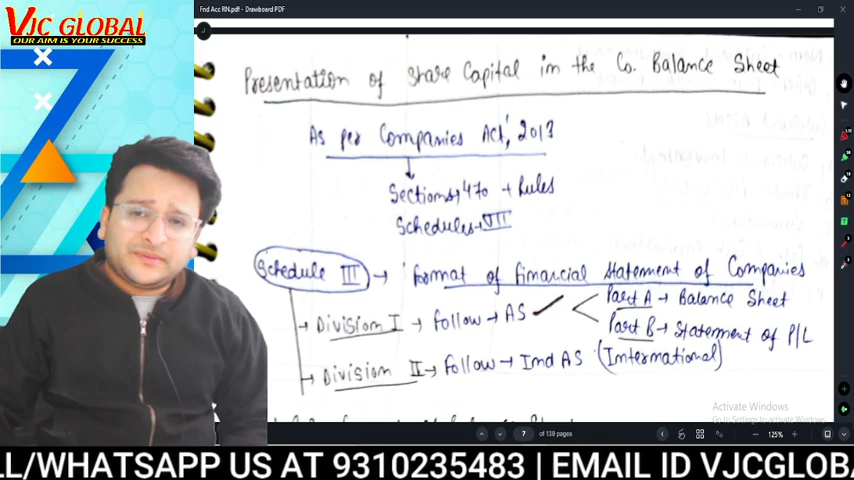 VJC GLOBAL
OUR AIM IS YOUR SUCCESS
Fnd Acc RN.pdf - Drawboard PDF
Presentation of Share Capital in the Co. Balance Sheet
As per Companies Act', 2013
Sections → 470 + Rules
Schedules → VII
Schedule III → Format of Financial Statement of Companies
→ Division I → Follow → AS
Part A → Balance Sheet
Part B → Statement of P/L
→ Division II → Follow → Ind AS (International)
Activate Windows
Go to Settings to activate Windows.
7 of 139 pages
125%
LL/WHATSAPP US AT 9310235483 | EMAIL ID VJCGLOBA